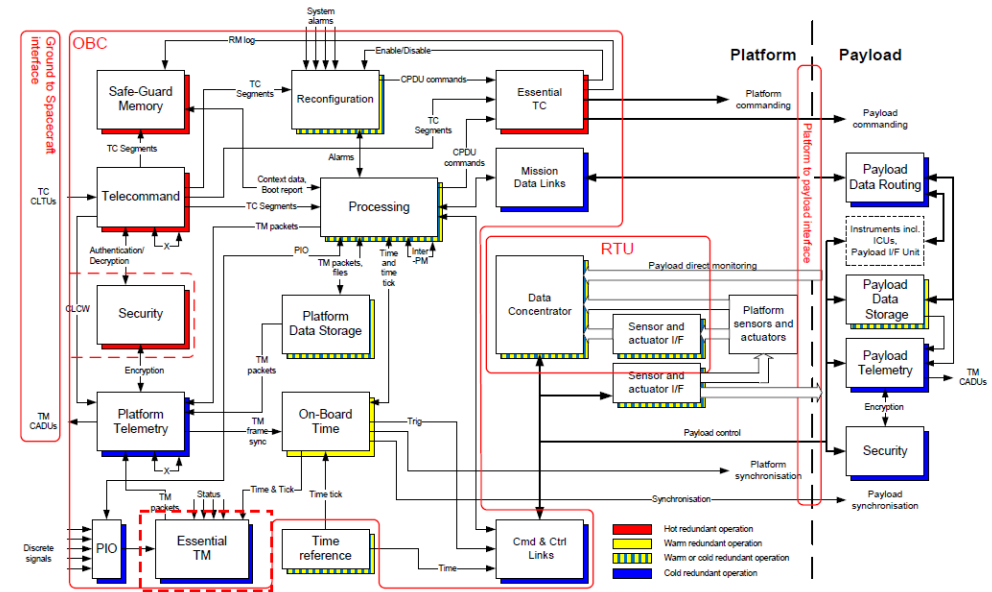 System
alarms
Ground to Spacecraft
interface
OBC
RM log
Enable/Disable
Platform
Payload
Safe-Guard
Memory
TC
Segments
Reconfiguration
CPDU commands
Essential
TC
Platform
commanding
TC
Segments
Payload
commanding
TC Segments
Alarms
CPDU
commands
Mission
Data Links
Payload
Data Routing
TC
CLTUs
Telecommand
Context data,
Boot report
TC Segments
Processing
X
TM packets
PIO
Inter
-PM
Authentication/
Decryption
TM packets,
files
Time
and
time
tick
RTU
Platform to payload interface
Instruments incl.
ICUs,
Payload I/F Unit
Payload direct monitoring
CLCW
Security
Platform
Data Storage
Data
Concentrator
Sensor and
actuator I/F
Platform
sensors and
actuators
Payload
Data
Storage
Encryption
TM
packets
Sensor and
actuator I/F
Payload
Telemetry
TM
CADUs
TM
CADUs
Platform
Telemetry
TM
frame
sync
On-Board
Time
Trig
Payload control
Encryption
Security
X
Platform
synchronisation
TM
packets
Status
Time & Tick
Time tick
Synchronisation
Payload
synchronisation
Discrete
signals
PIO
Essential
TM
Time
reference
Time
Cmd & Ctrl
Links
Hot redundant operation
Warm redundant operation
Warm or cold redundant operation
Cold redundant operation